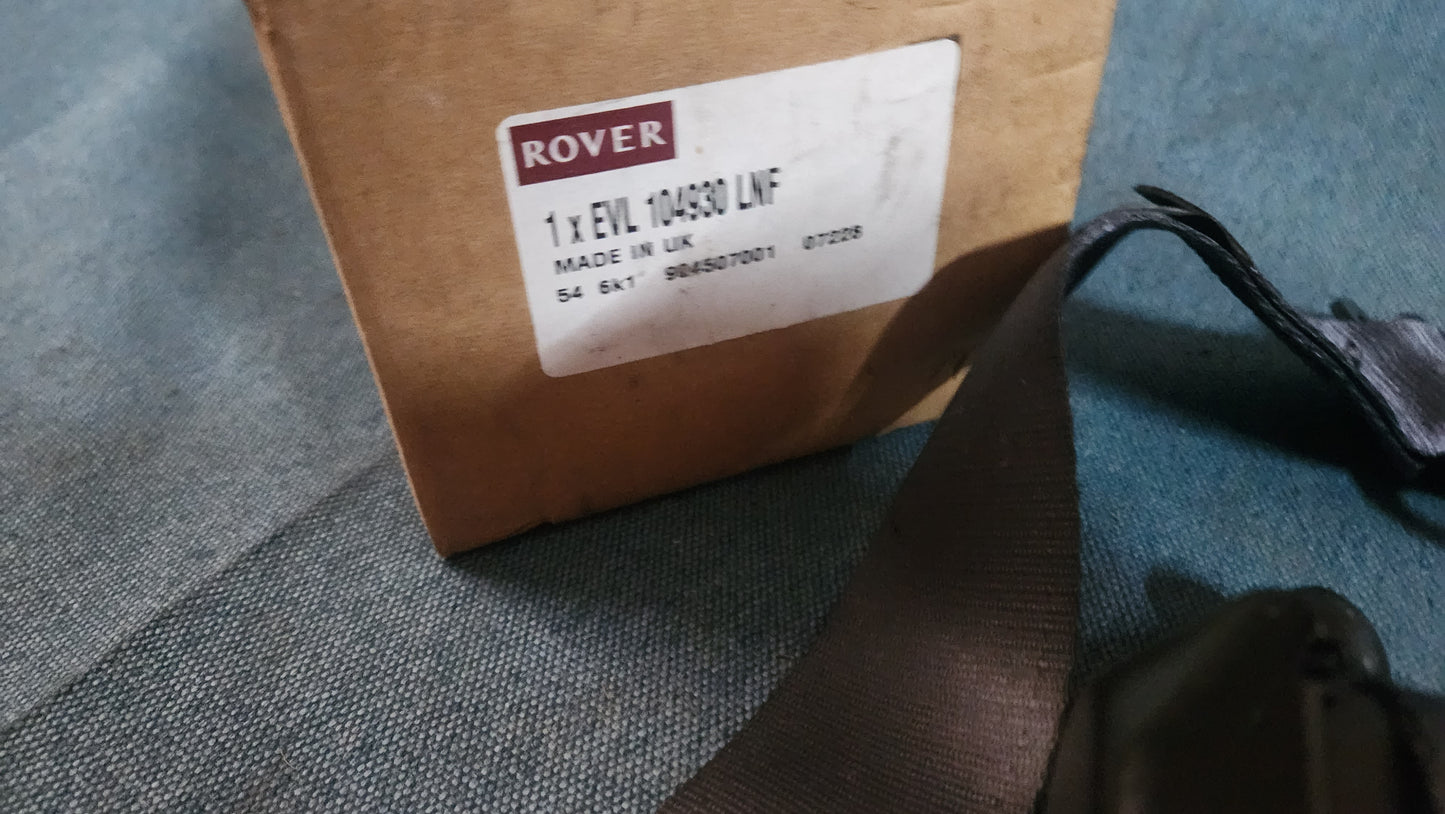 ROVER
1 x EVL 104930 LNF
MADE IN UK
54 6k1 904507001 07228